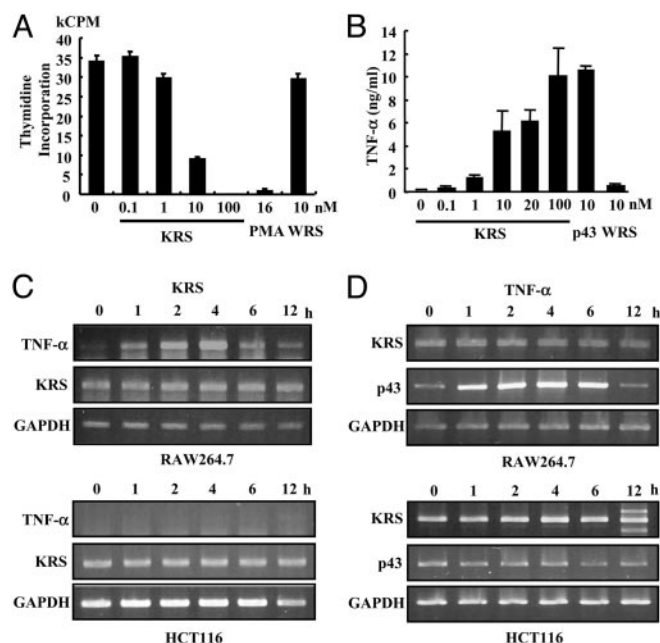 A
kCPM
Thymidine
Incorporation
40
35
30
25
20
15
10
5
0
0 0.1 1 10 100 16 10 nM
KRS PMA WRS
B
TNF-α (ng/ml)
14
12
10
8
6
4
2
0
0 0.1 1 10 20 100 10 10 nM
KRS p43 WRS
C
KRS
0 1 2 4 6 12 h
TNF-α
KRS
GAPDH
RAW264.7
0 1 2 4 6 12 h
TNF-α
KRS
GAPDH
HCT116
D
TNF-α
0 1 2 4 6 12 h
KRS
p43
GAPDH
RAW264.7
0 1 2 4 6 12 h
KRS
p43
GAPDH
HCT116